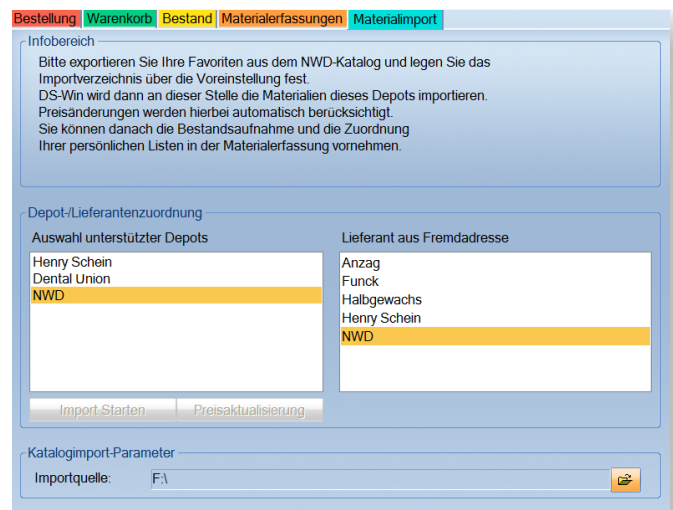 Bestellung Warenkorb Bestand Materialerfassungen Materialimport
Infobereich
Bitte exportieren Sie Ihre Favoriten aus dem NWD-Katalog und legen Sie das
Importverzeichnis über die Voreinstellung fest.
DS-Win wird dann an dieser Stelle die Materialien dieses Depots importieren.
Preisänderungen werden hierbei automatisch berücksichtigt.
Sie können danach die Bestandsaufnahme und die Zuordnung
Ihrer persönlichen Listen in der Materialerfassung vornehmen.
Depot-/Lieferantenzuordnung
Auswahl unterstützter Depots
Henry Schein
Dental Union
NWD
Lieferant aus Fremdadresse
Anzag
Funck
Halbgewachs
Henry Schein
NWD
Import Starten Preisaktualisierung
Katalogimport-Parameter
Importquelle: F:\